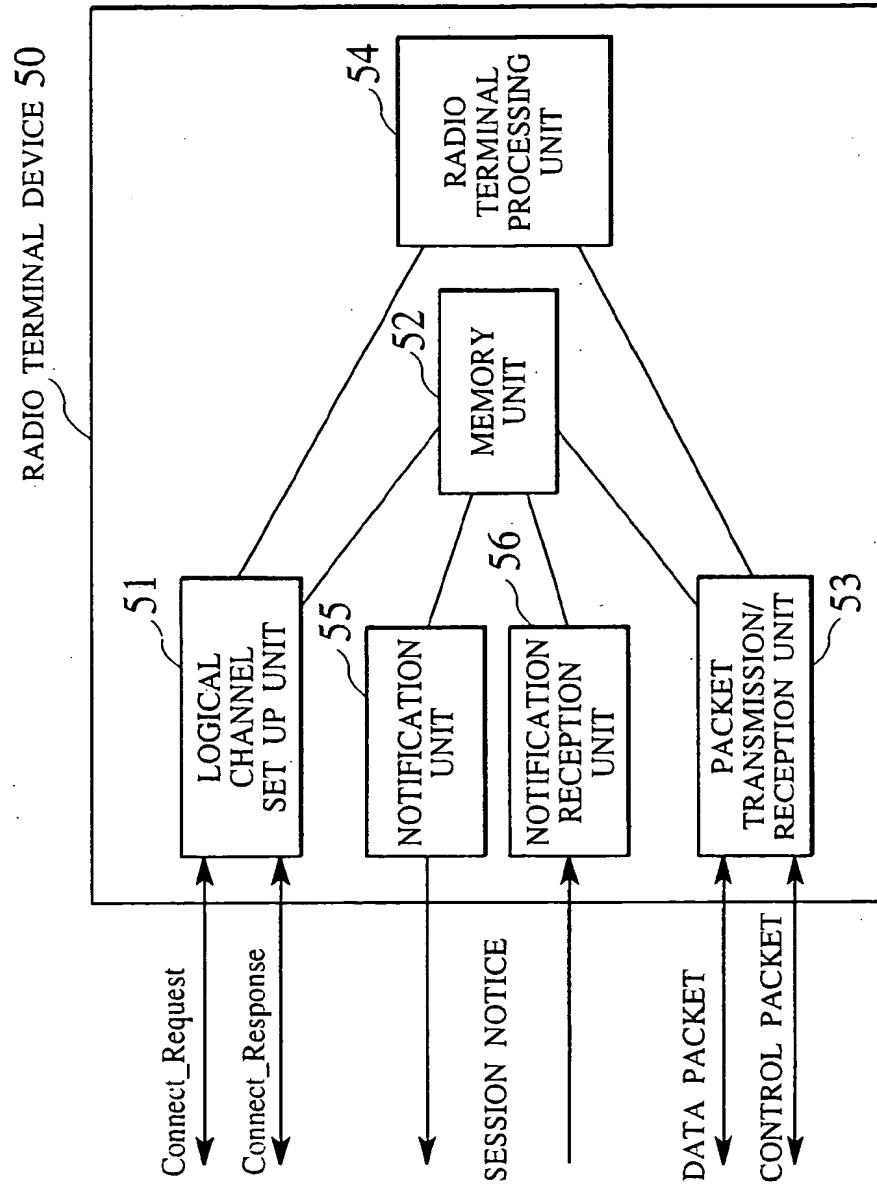 RADIO TERMINAL DEVICE 50
51
LOGICAL
CHANNEL
SET UP UNIT
Connect_Request
Connect_Response
55
NOTIFICATION
UNIT
52
MEMORY
UNIT
54
RADIO
TERMINAL
PROCESSING
UNIT
56
NOTIFICATION
RECEPTION
UNIT
SESSION NOTICE
PACKET
TRANSMISSION/
RECEPTION UNIT
53
DATA PACKET
CONTROL PACKET